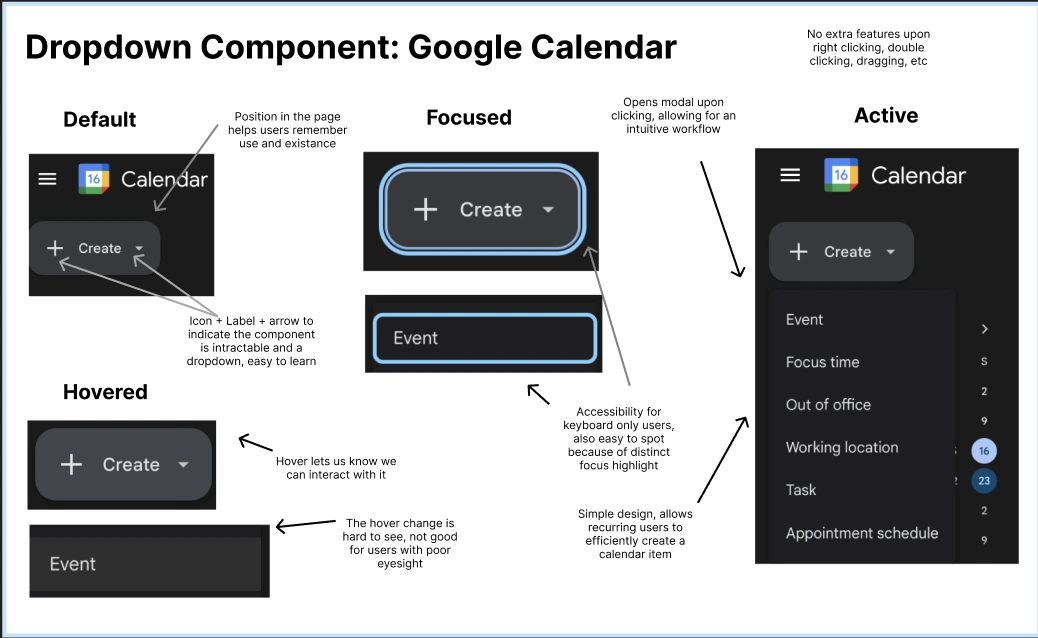 Dropdown Component: Google Calendar
No extra features upon
right clicking, double
clicking, dragging, etc
Default
Position in the page
helps users remember
use and existance
16
Calendar
Create
Icon + Label + arrow to
indicate the component
is intractable and a
dropdown, easy to learn
Hovered
Create
Hover lets us know we
can interact with it
Event
The hover change is
hard to see, not good
for users with poor
eyesight
Focused
Create
Event
Accessibility for
keyboard only users,
also easy to spot
because of distinct
focus highlight
Opens modal upon
clicking, allowing for an
intuitive workflow
Simple design, allows
recurring users to
efficiently create a
calendar item
Active
16
Calendar
Create
Event
Focus time
Out of office
Working location
Task
Appointment schedule
S
2
9
16
23
2
9